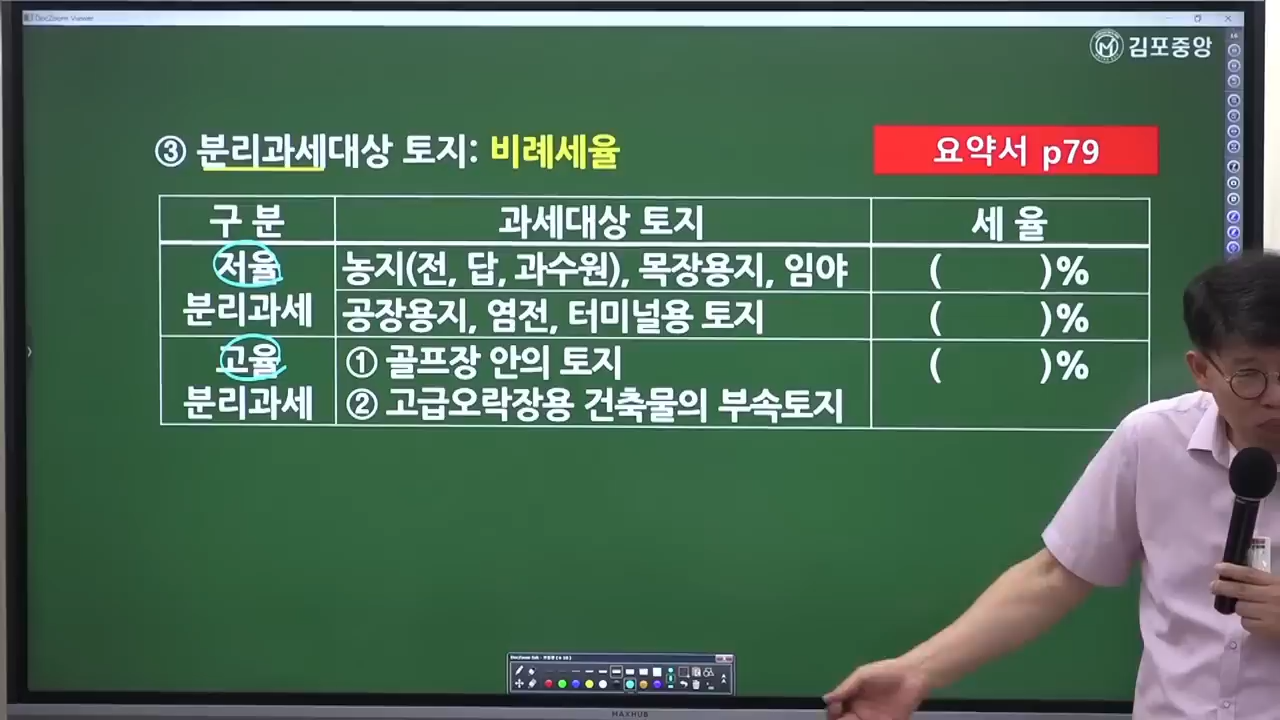 DocZoom Viewer
김포중앙
③ 분리과세대상 토지: 비례세율
요약서 p79
구 분 과세대상 토지 세 율
저율 분리과세 농지(전, 답, 과수원), 목장용지, 임야 ( )%
공장용지, 염전, 터미널용 토지 ( )%
고율 분리과세 ① 골프장 안의 토지 ( )%
② 고급오락장용 건축물의 부속토지
MAXHUB